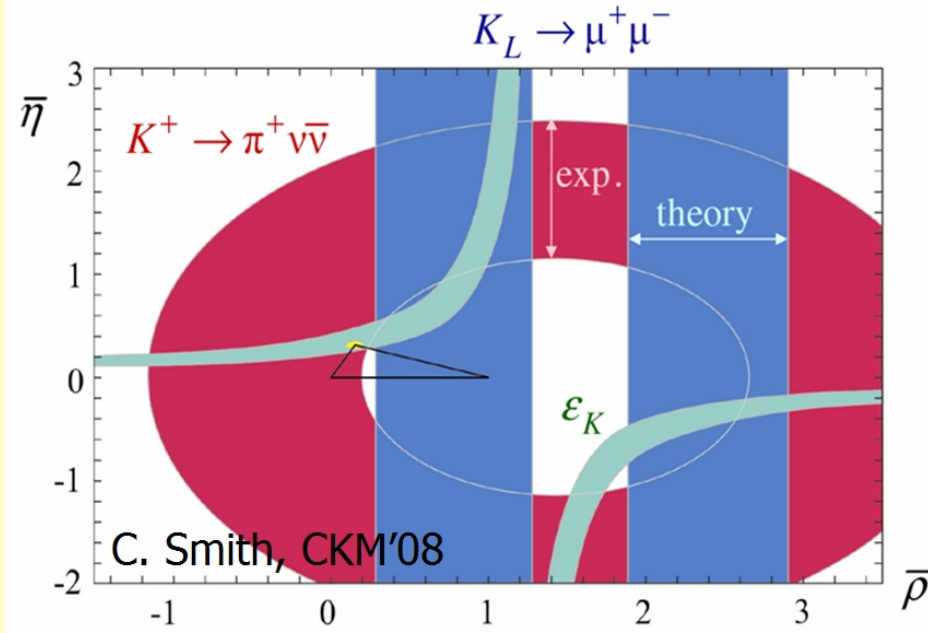 K_L → μ⁺μ⁻
η̄
K⁺ → π⁺νν̄
exp.
theory
ε_K
C. Smith, CKM'08
ρ̄
3
2
1
0
-1
-2
-1
0
1
2
3